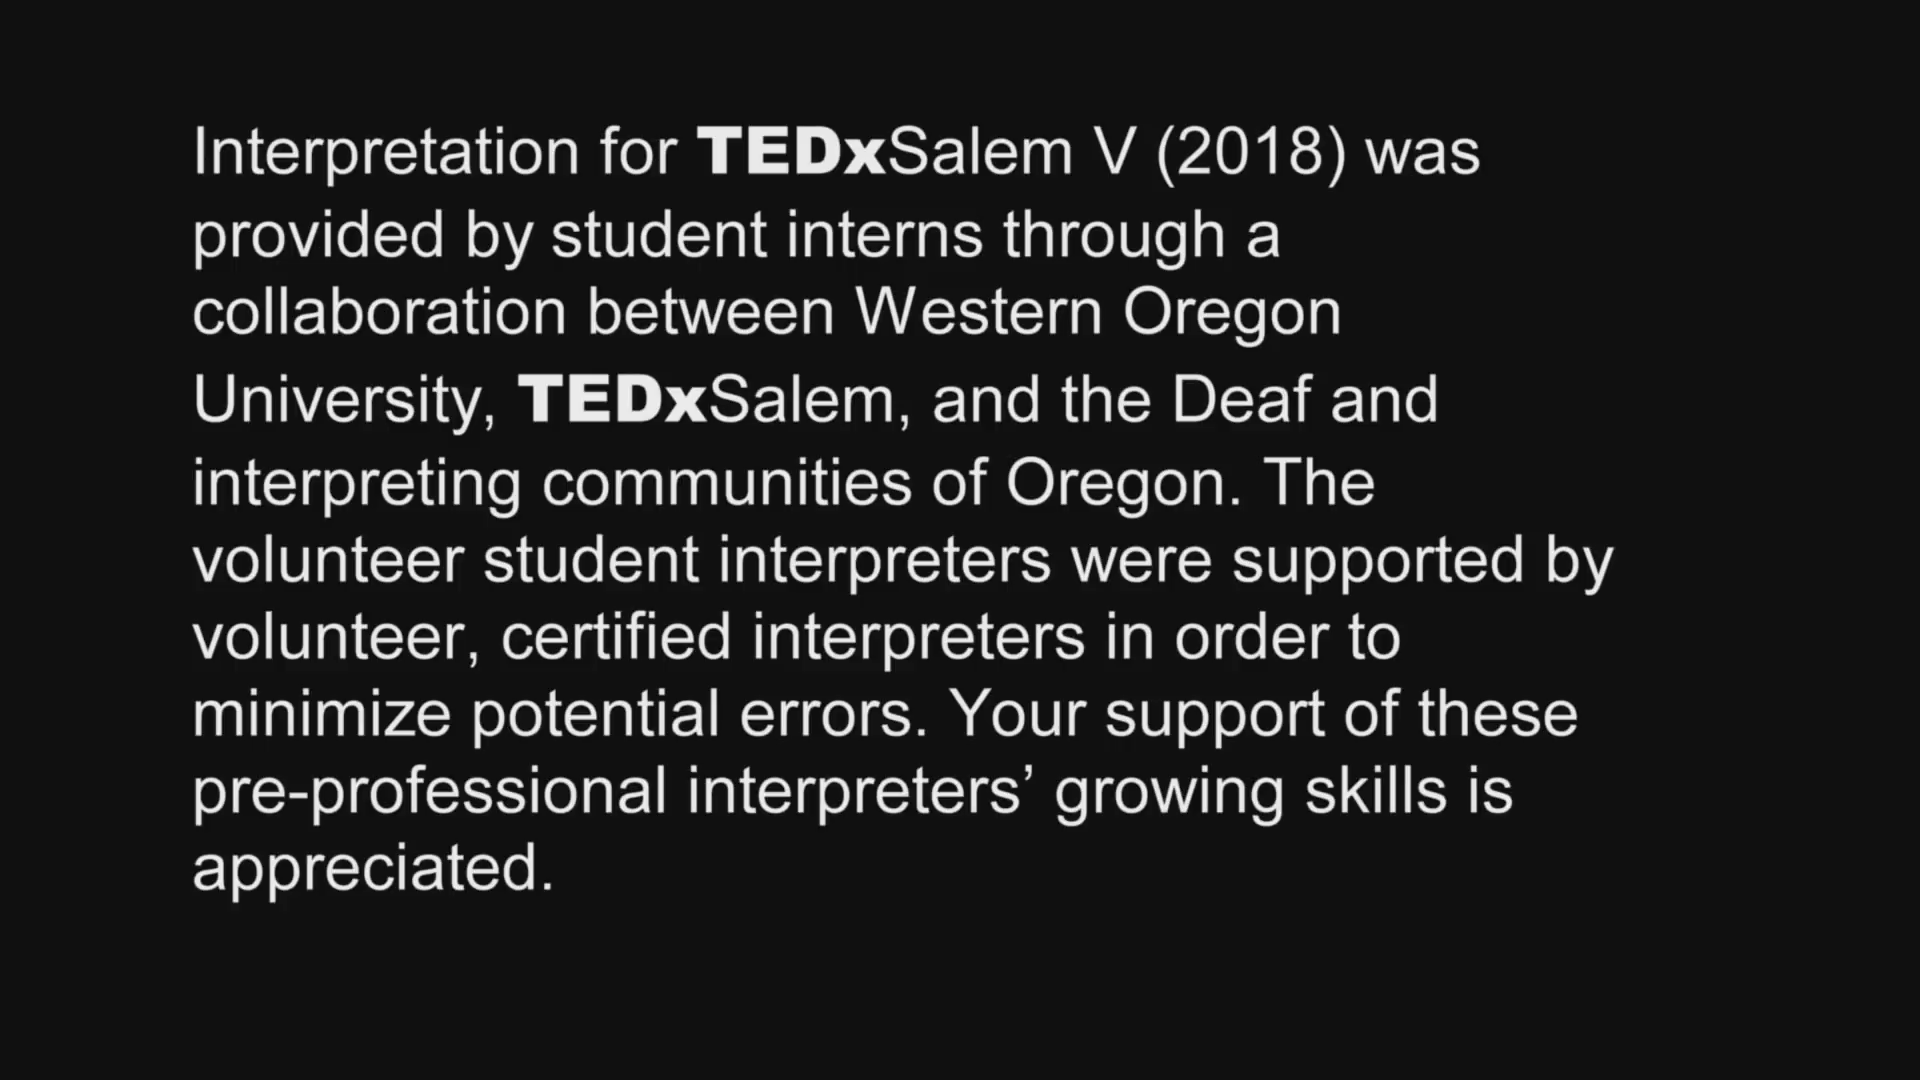 Interpretation for TEDxSalem V (2018) was
provided by student interns through a
collaboration between Western Oregon
University, TEDxSalem, and the Deaf and
interpreting communities of Oregon. The
volunteer student interpreters were supported by
volunteer, certified interpreters in order to
minimize potential errors. Your support of these
pre-professional interpreters’ growing skills is
appreciated.